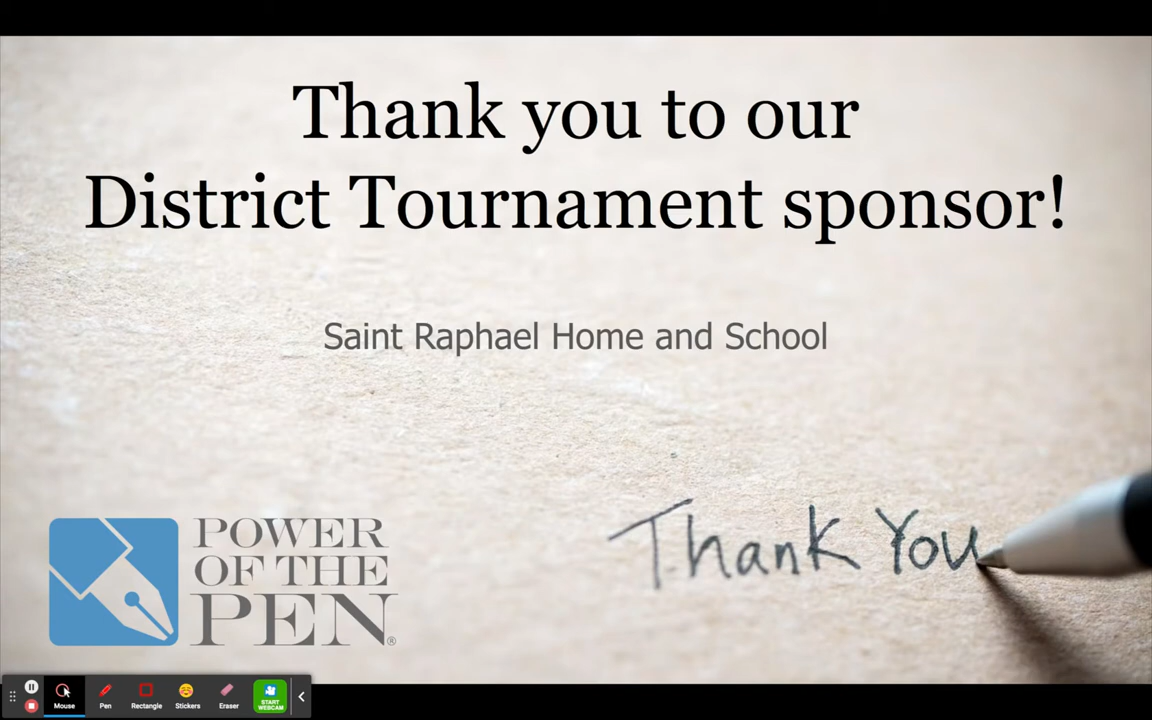 Thank you to our
District Tournament sponsor!
Saint Raphael Home and School
Thank You
POWER
OF THE
PEN®
Mouse
Pen
Rectangle
Stickers
Eraser
START
WEBCAM